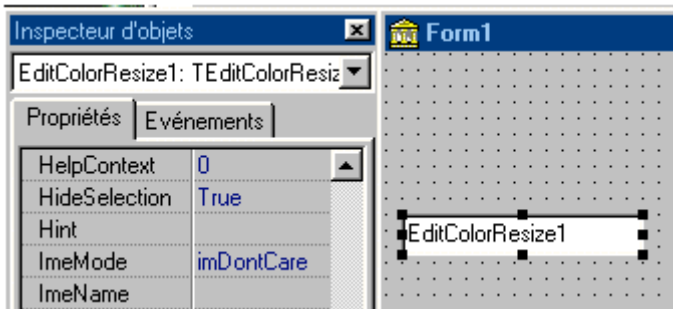 Inspecteur d'objets
EditColorResize1: TEditColorResiz
Propriétés Evénements
HelpContext 0
HideSelection True
Hint
ImeMode imDontCare
ImeName
Form1
EditColorResize1